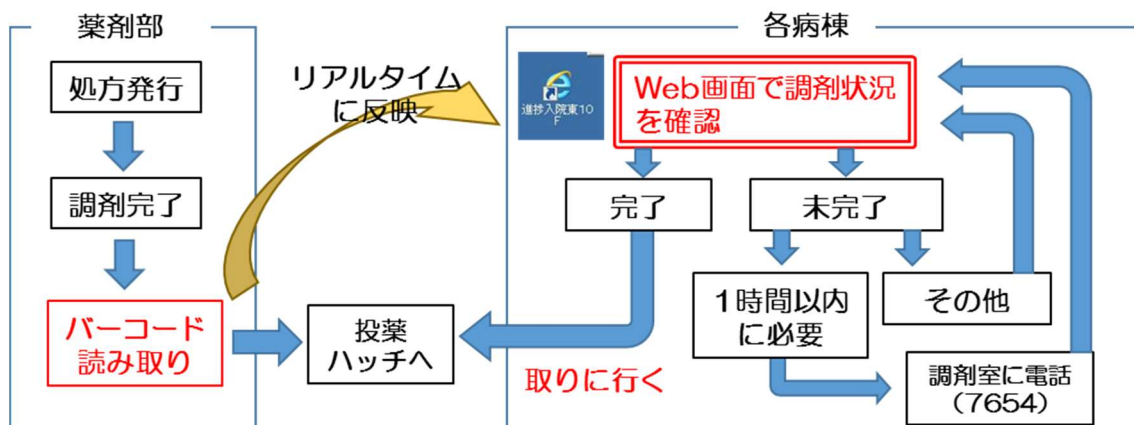 薬剤部
処方発行
調剤完了
バーコード
読み取り
リアルタイム
に反映
投薬
ハッチへ
各病棟
進捗入院東10
F
Web画面で調剤状況
を確認
完了
未完了
1時間以内
に必要
その他
調剤室に電話
(7654)
取りに行く